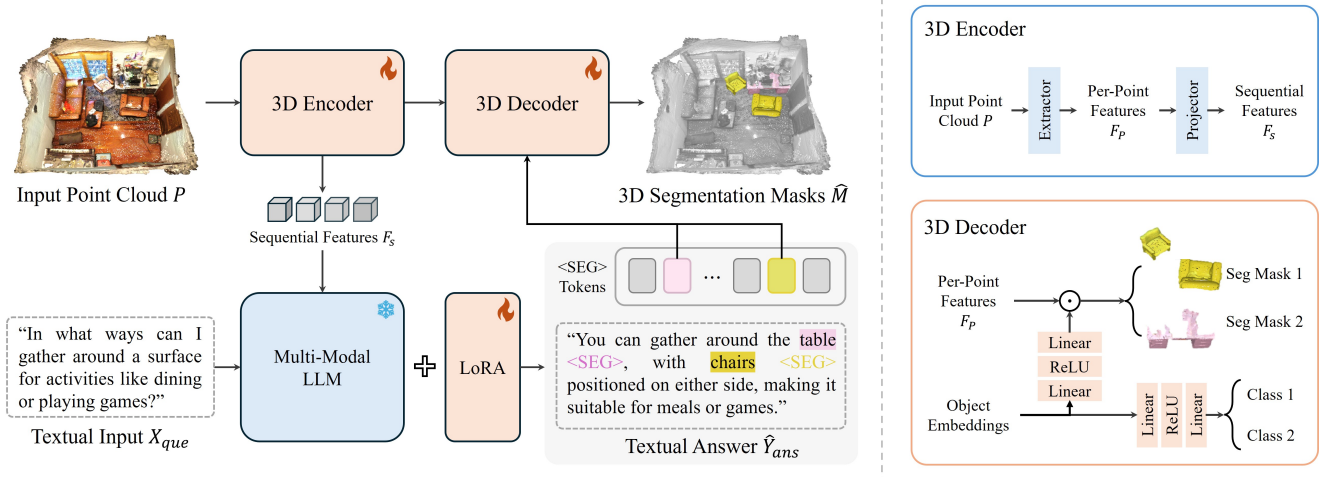 3D Encoder
3D Decoder
Input Point Cloud P
3D Segmentation Masks M̂
Sequential Features F_s
<SEG>
Tokens
...
“In what ways can I
gather around a surface
for activities like dining
or playing games?”
Textual Input X_que
Multi-Modal
LLM
LoRA
“You can gather around the table
<SEG>, with chairs <SEG>
positioned on either side, making it
suitable for meals or games.”
Textual Answer Ŷ_ans
3D Encoder
Input Point
Cloud P
Extractor
Per-Point
Features
F_P
Projector
Sequential
Features
F_s
3D Decoder
Per-Point
Features
F_P
Seg Mask 1
Seg Mask 2
Linear
ReLU
Linear
Object
Embeddings
Linear
ReLU
Linear
Class 1
Class 2